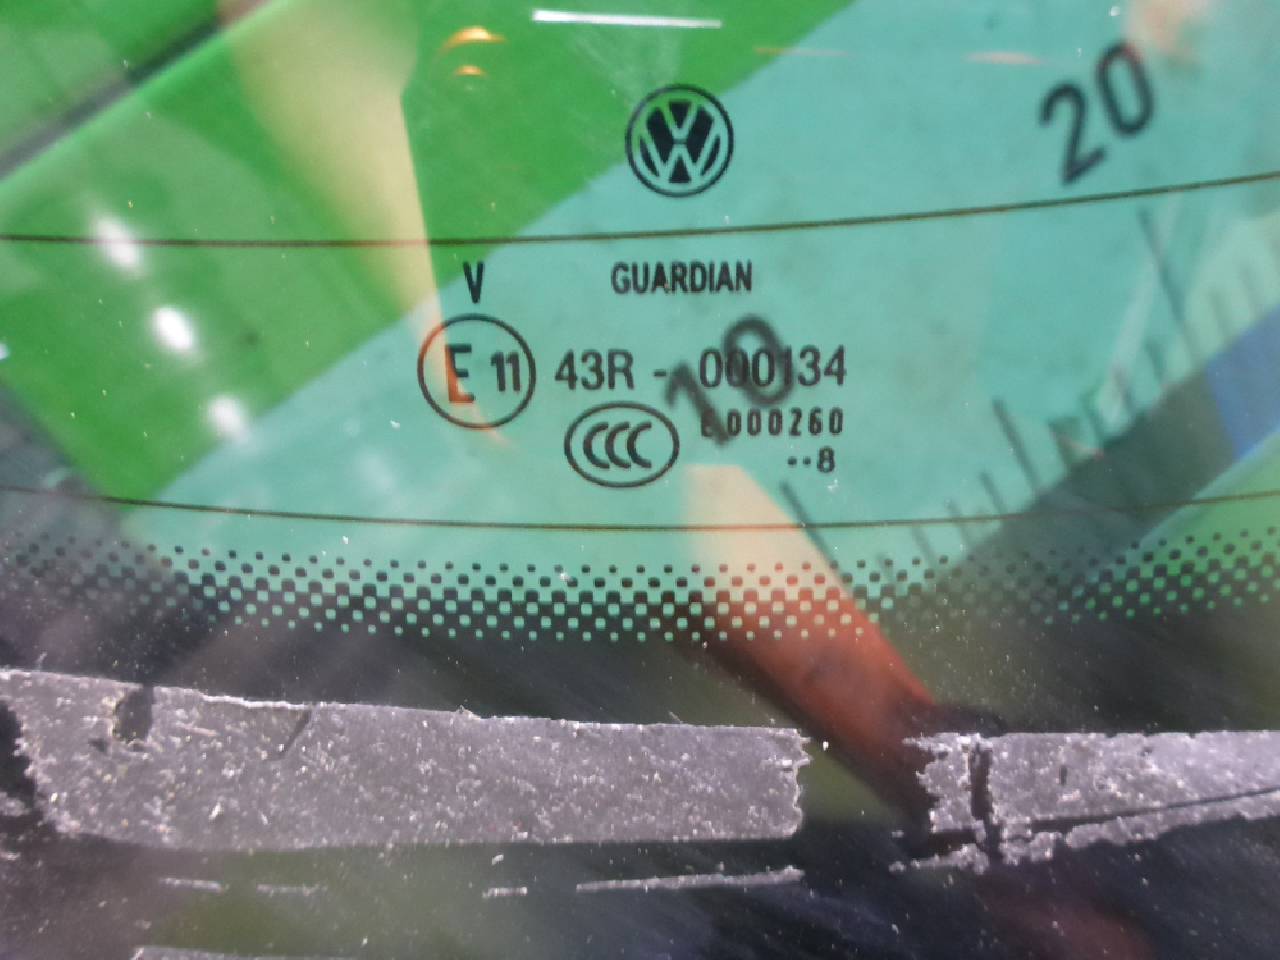 20
V GUARDIAN
E 11 43R - 000134
10
CCC E000260
··8